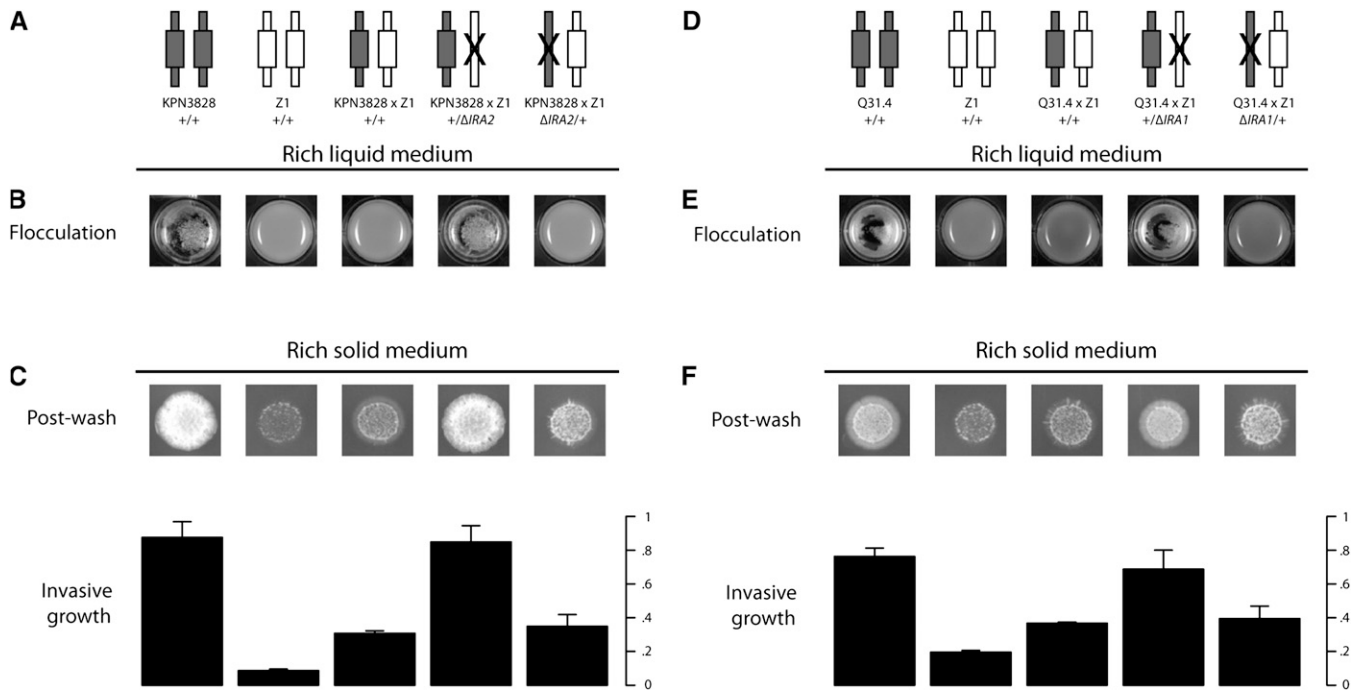 A
KPN3828 Z1 KPN3828 x Z1 KPN3828 x Z1 KPN3828 x Z1
+/+ +/+ +/+ +/ΔIRA2 ΔIRA2/+
Rich liquid medium
B
Flocculation
Rich solid medium
C
Post-wash
Invasive
growth
1
.8
.6
.4
.2
0
D
Q31.4 Z1 Q31.4 x Z1 Q31.4 x Z1 Q31.4 x Z1
+/+ +/+ +/+ +/ΔIRA1 ΔIRA1/+
Rich liquid medium
E
Flocculation
Rich solid medium
F
Post-wash
Invasive
growth
1
.8
.6
.4
.2
0